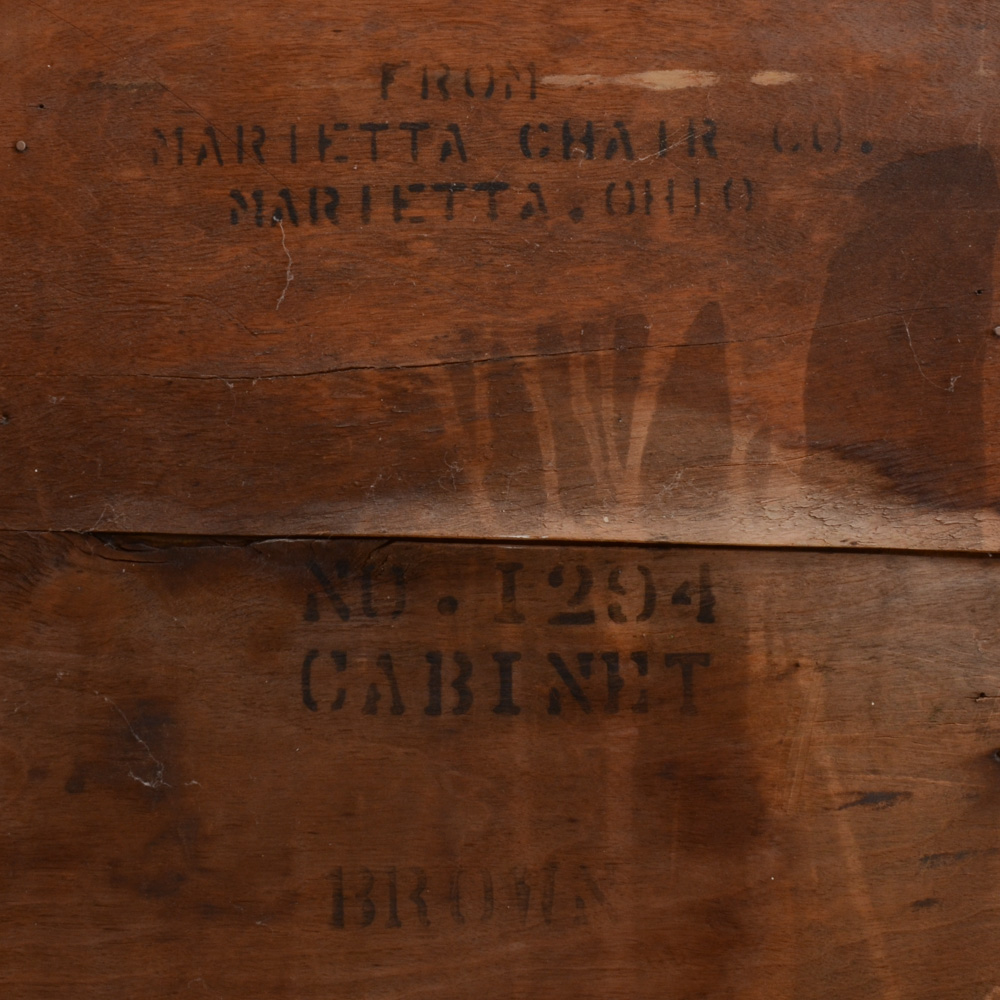 FROM
MARIETTA CHAIR CO.
MARIETTA.OHIO
NO.1294
CABINET
BROWN